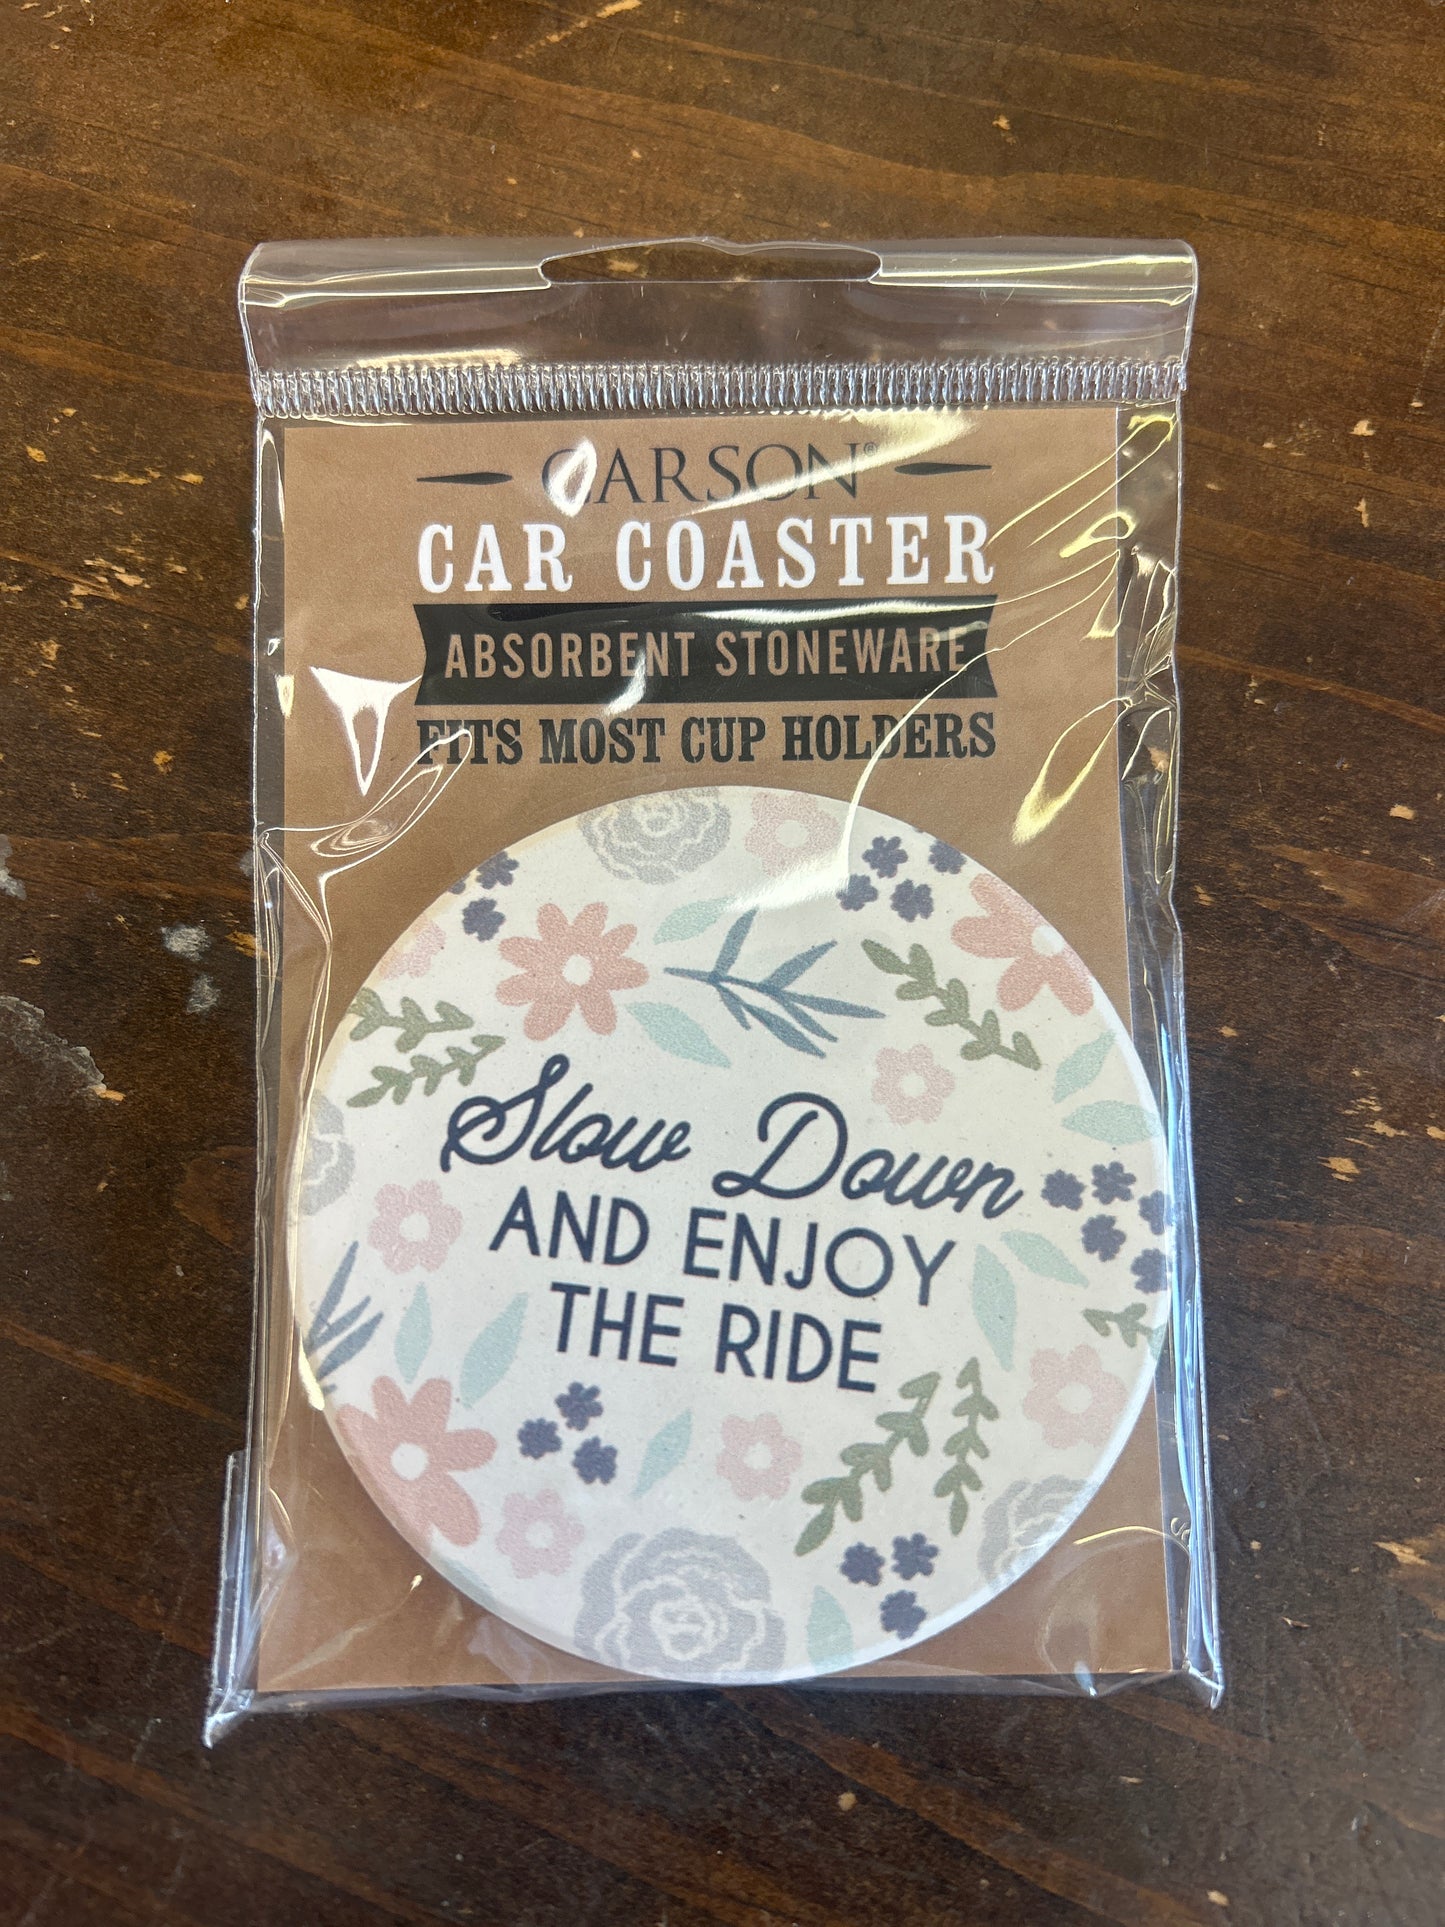 CARSON®
CAR COASTER
ABSORBENT STONEWARE
FITS MOST CUP HOLDERS
Slow Down
AND ENJOY
THE RIDE